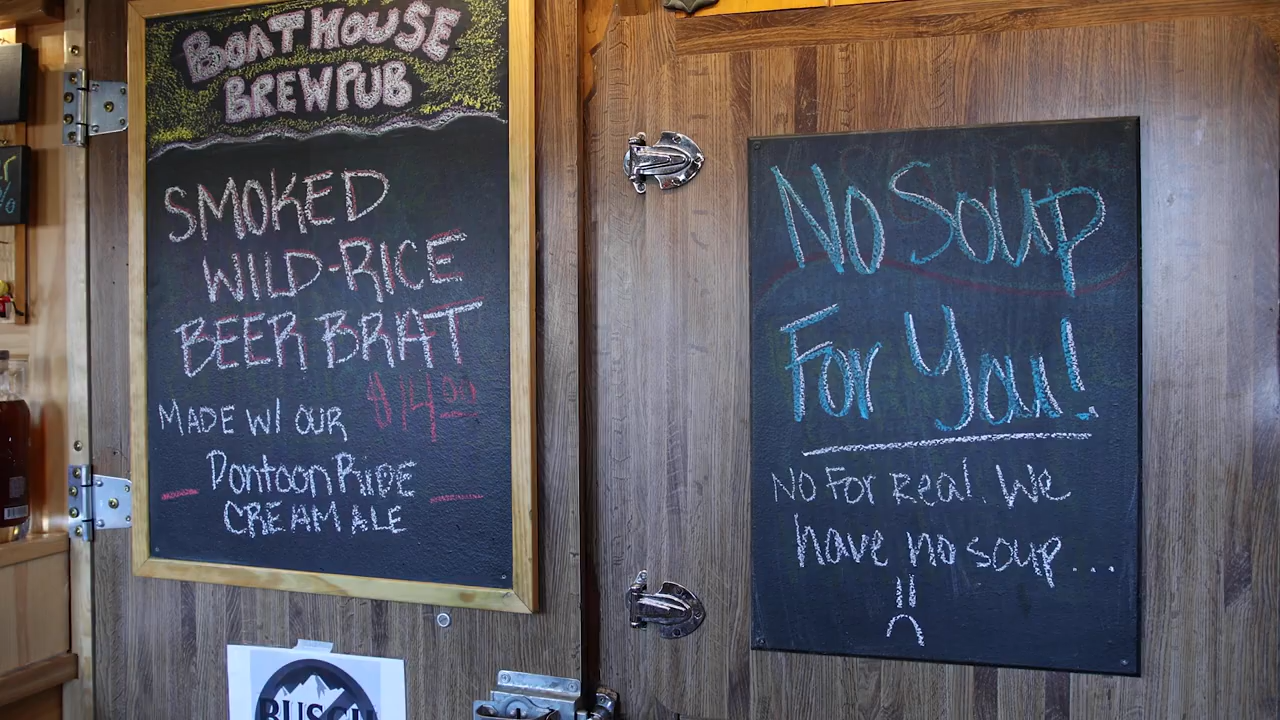 BOATHOUSE
BREWPUB
SMOKED
WILD-RICE
BEER BRAT
$14.00
MADE W/ OUR
Pontoon Ride
CREAM ALE
No Soup
For You!
No For Real. We
have no soup...
:(
BUSCH